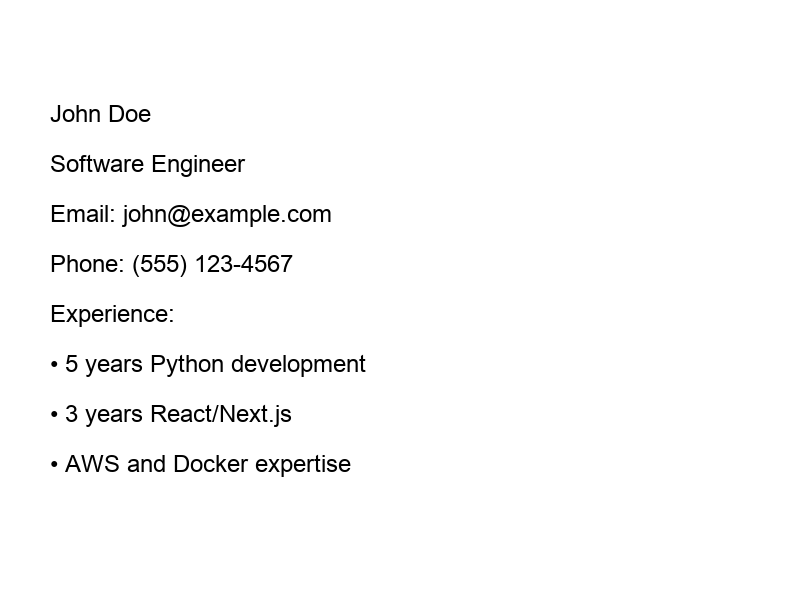 John Doe
Software Engineer
Email: john@example.com
Phone: (555) 123-4567
Experience:
• 5 years Python development
• 3 years React/Next.js
• AWS and Docker expertise